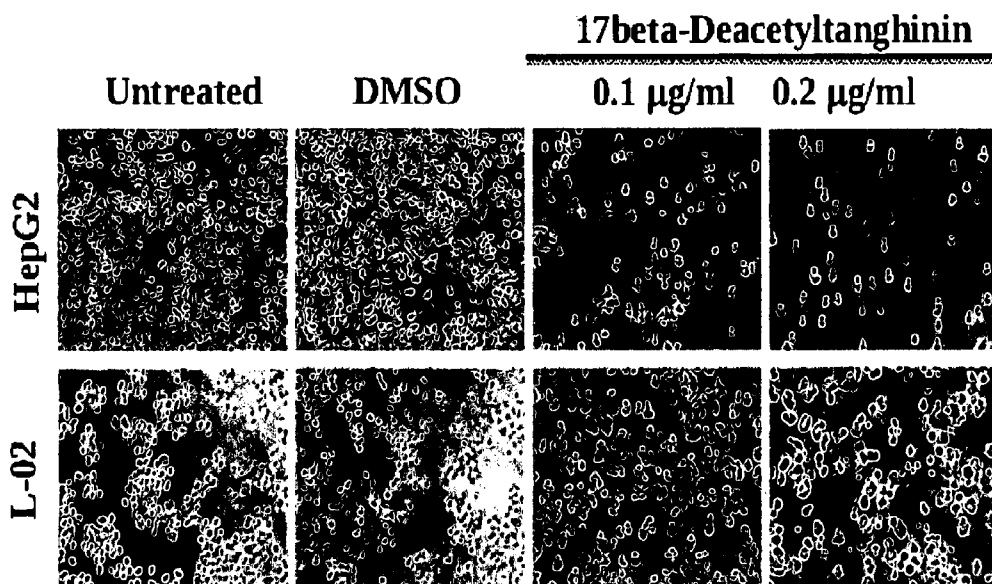 17beta-Deacetyltanghinin
Untreated DMSO 0.1 µg/ml 0.2 µg/ml
HepG2
L-02